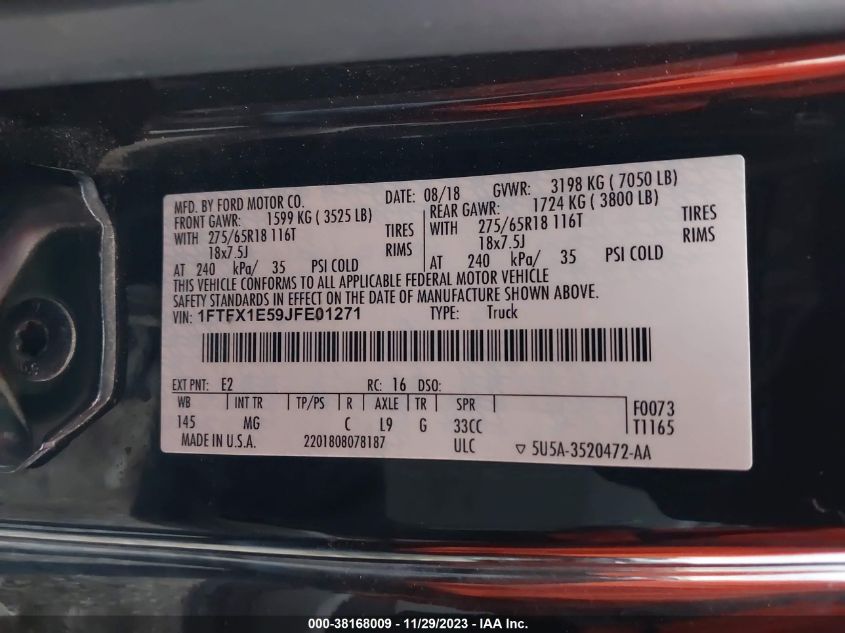 MFD. BY FORD MOTOR CO. DATE: 08/18 GVWR: 3198 KG ( 7050 LB)
FRONT GAWR: 1599 KG ( 3525 LB) REAR GAWR: 1724 KG ( 3800 LB)
WITH 275/65R18 116T TIRES WITH 275/65R18 116T TIRES
18x7.5J RIMS 18x7.5J RIMS
AT 240 kPa/ 35 PSI COLD AT 240 kPa/ 35 PSI COLD
THIS VEHICLE CONFORMS TO ALL APPLICABLE FEDERAL MOTOR VEHICLE
SAFETY STANDARDS IN EFFECT ON THE DATE OF MANUFACTURE SHOWN ABOVE.
VIN: 1FTFX1E59JFE01271 TYPE: Truck
EXT PNT: E2 RC: 16 DSO:
WB INT TR TP/PS R AXLE TR SPR F0073
145 MG C L9 G 33CC T1165
MADE IN U.S.A. 2201808078187 ULC ▽ 5U5A-3520472-AA
000-38168009 - 11/29/2023 - IAA Inc.